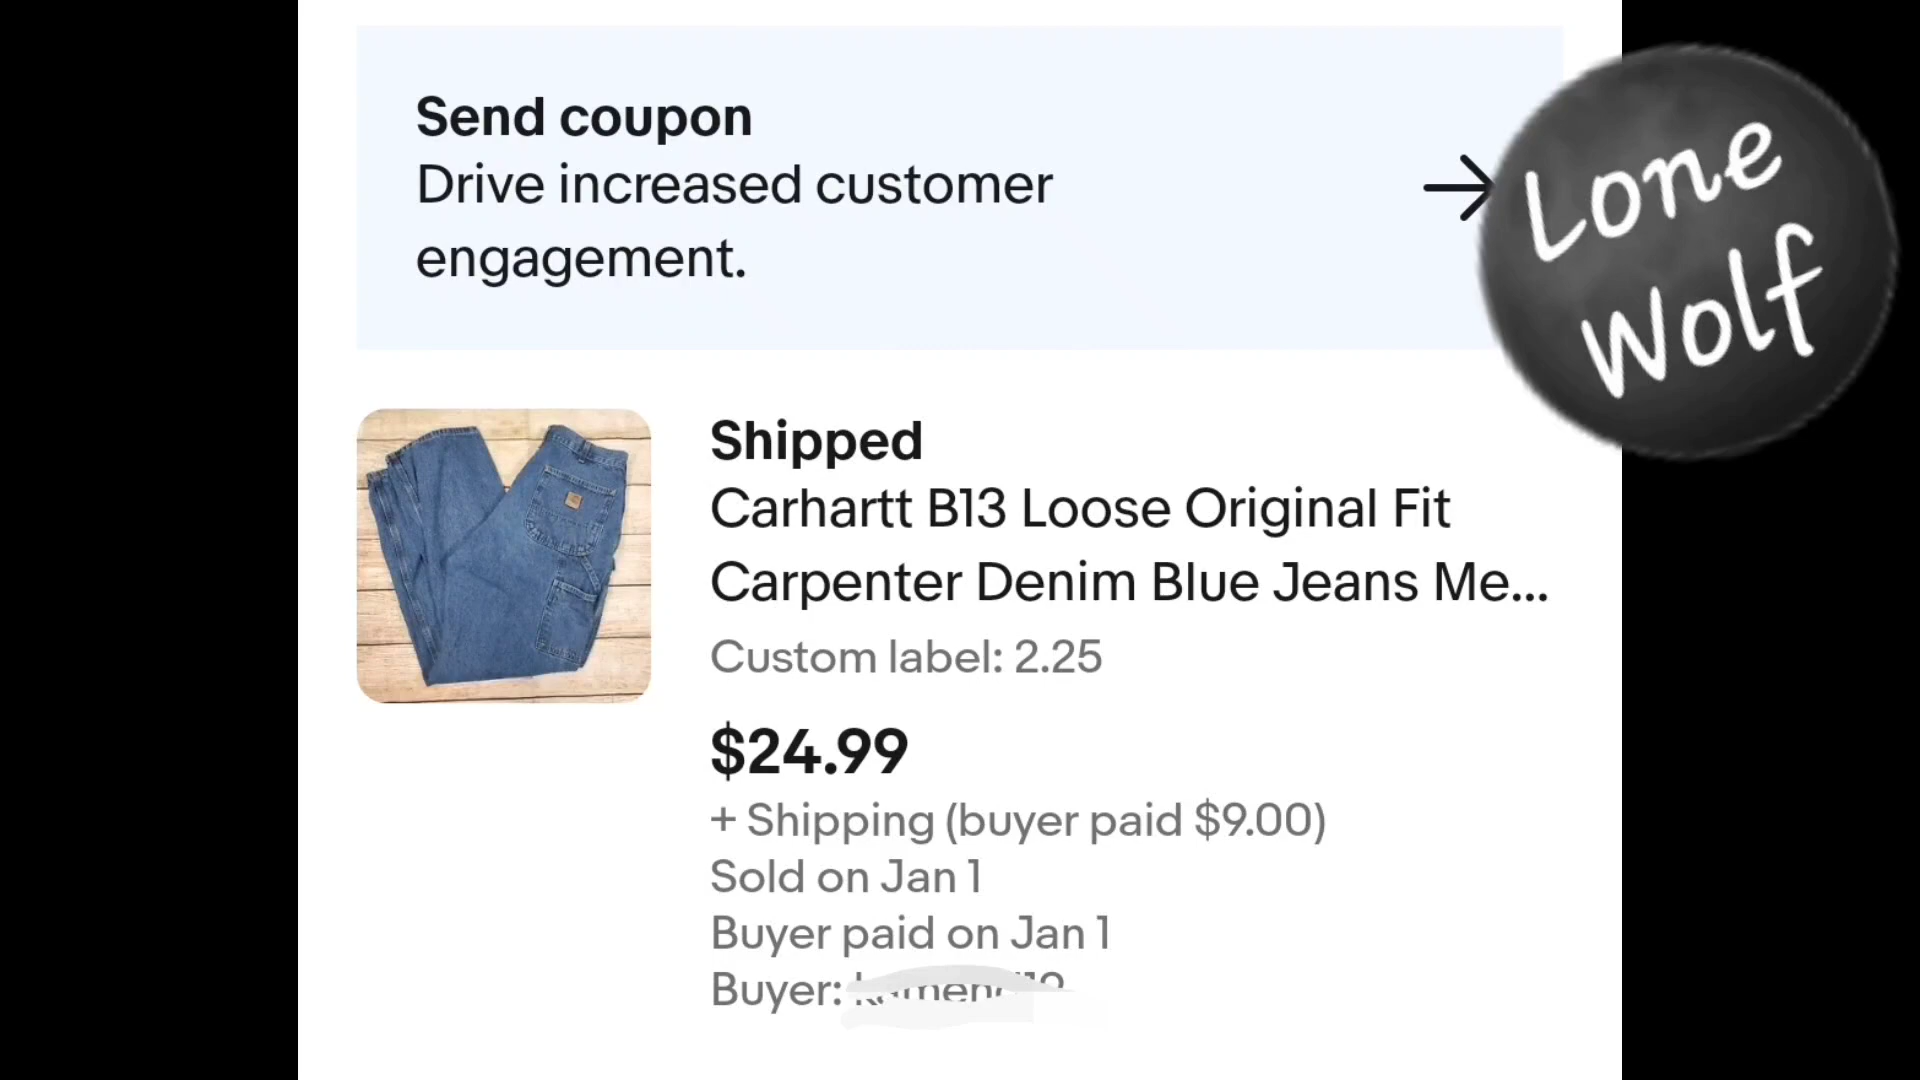 Send coupon
Drive increased customer
engagement.
Lone
Wolf
Shipped
Carhartt B13 Loose Original Fit
Carpenter Denim Blue Jeans Me...
Custom label: 2.25
$24.99
+ Shipping (buyer paid $9.00)
Sold on Jan 1
Buyer paid on Jan 1
Buyer: